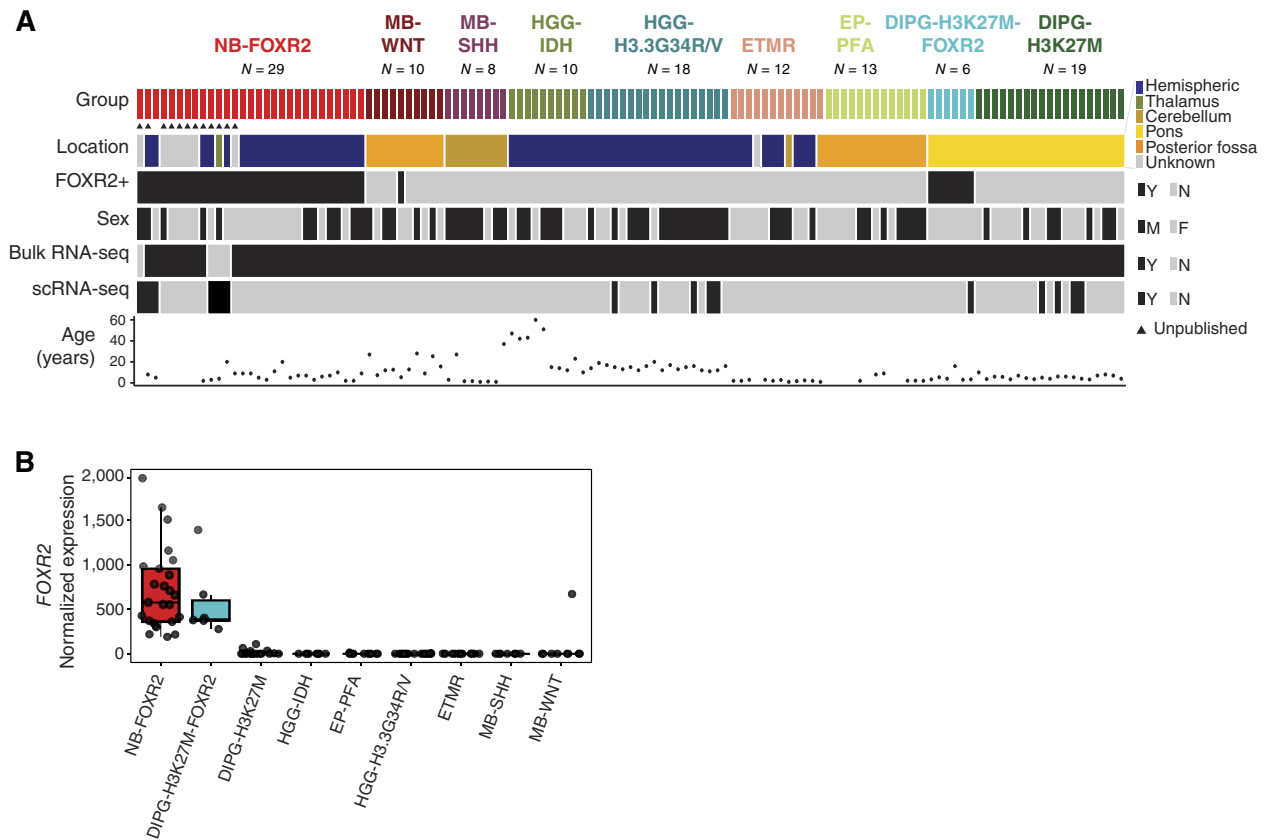 A
NB-FOXR2
N = 29
MB-
WNT
N = 10
MB-
SHH
N = 8
HGG-
IDH
N = 10
HGG-
H3.3G34R/V
N = 18
ETMR
N = 12
EP-
PFA
N = 13
DIPG-H3K27M-
FOXR2
N = 6
DIPG-
H3K27M
N = 19
Group
Location
FOXR2+
Sex
Bulk RNA-seq
scRNA-seq
Age
(years)
60
40
20
0
Hemispheric
Thalamus
Cerebellum
Pons
Posterior fossa
Unknown
Y N
M F
Y N
Y N
▲ Unpublished
B
FOXR2
Normalized expression
2,000
1,500
1,000
500
0
NB-FOXR2
DIPG-H3K27M-FOXR2
DIPG-H3K27M
HGG-IDH
EP-PFA
HGG-H3.3G34R/V
ETMR
MB-SHH
MB-WNT